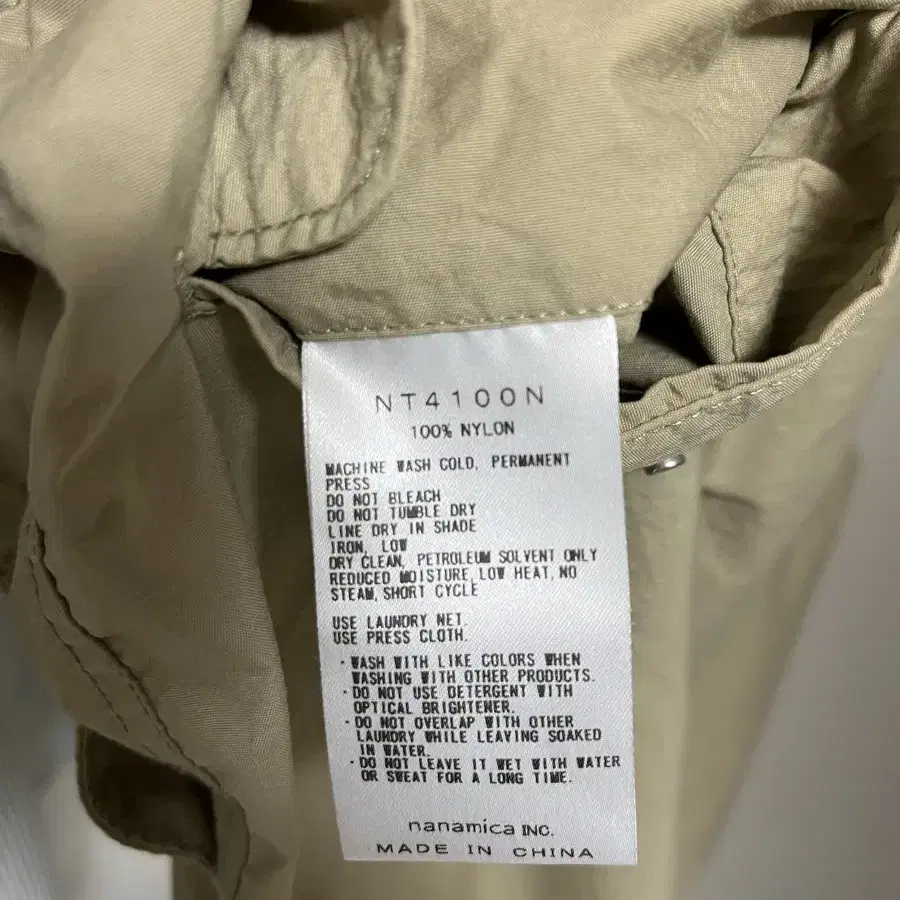 NT4100N
100% NYLON
MACHINE WASH COLD, PERMANENT
PRESS
DO NOT BLEACH
DO NOT TUMBLE DRY
LINE DRY IN SHADE
IRON, LOW
DRY CLEAN, PETROLEUM SOLVENT ONLY
REDUCED MOISTURE, LOW HEAT, NO
STEAM, SHORT CYCLE
USE LAUNDRY NET.
USE PRESS CLOTH.
・WASH WITH LIKE COLORS WHEN
WASHING WITH OTHER PRODUCTS.
・DO NOT USE DETERGENT WITH
OPTICAL BRIGHTENER.
・DO NOT OVERLAP WITH OTHER
LAUNDRY WHILE LEAVING SOAKED
IN WATER.
・DO NOT LEAVE IT WET WITH WATER
OR SWEAT FOR A LONG TIME.
nanamica INC.
MADE IN CHINA